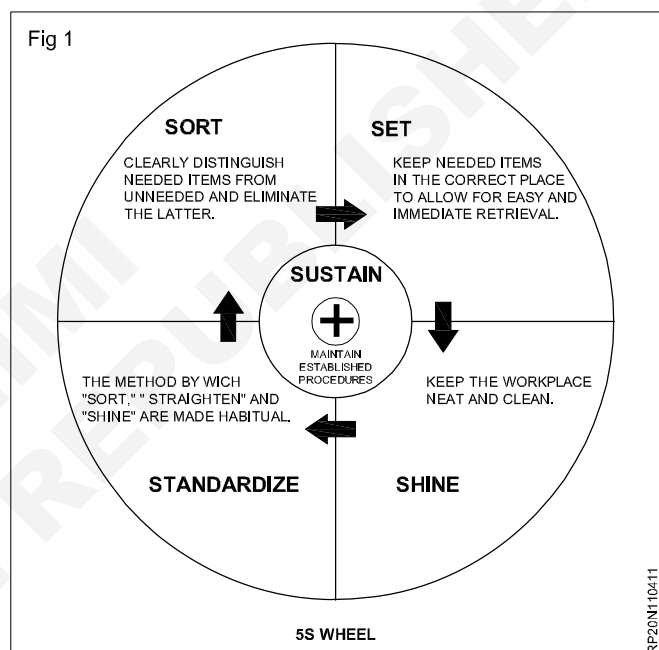 Fig 1
SORT
CLEARLY DISTINGUISH
NEEDED ITEMS FROM
UNNEEDED AND ELIMINATE
THE LATTER.
SET
KEEP NEEDED ITEMS
IN THE CORRECT PLACE
TO ALLOW FOR EASY AND
IMMEDIATE RETRIEVAL.
SUSTAIN
MAINTAIN
ESTABLISHED
PROCEDURES
THE METHOD BY WICH
"SORT," " STRAIGHTEN" AND
"SHINE" ARE MADE HABITUAL.
STANDARDIZE
KEEP THE WORKPLACE
NEAT AND CLEAN.
SHINE
5S WHEEL
RP20N110411